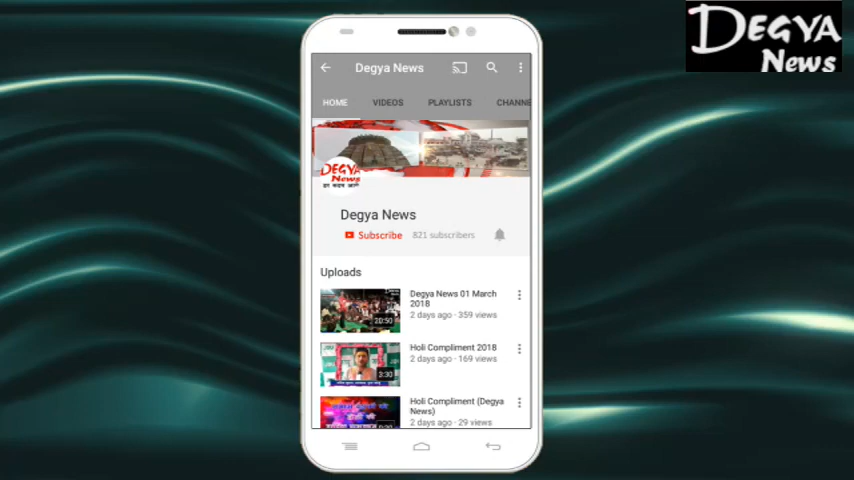 DEGYA
News
Degya News
HOME VIDEOS PLAYLISTS CHANNE
DEGYA
News
Degya News
Subscribe 821 subscribers
Uploads
Degya News 01 March
2018
2 days ago · 359 views
20:50
Holi Compliment 2018
2 days ago · 169 views
3:30
Holi Compliment (Degya
News)
2 days ago · 29 views